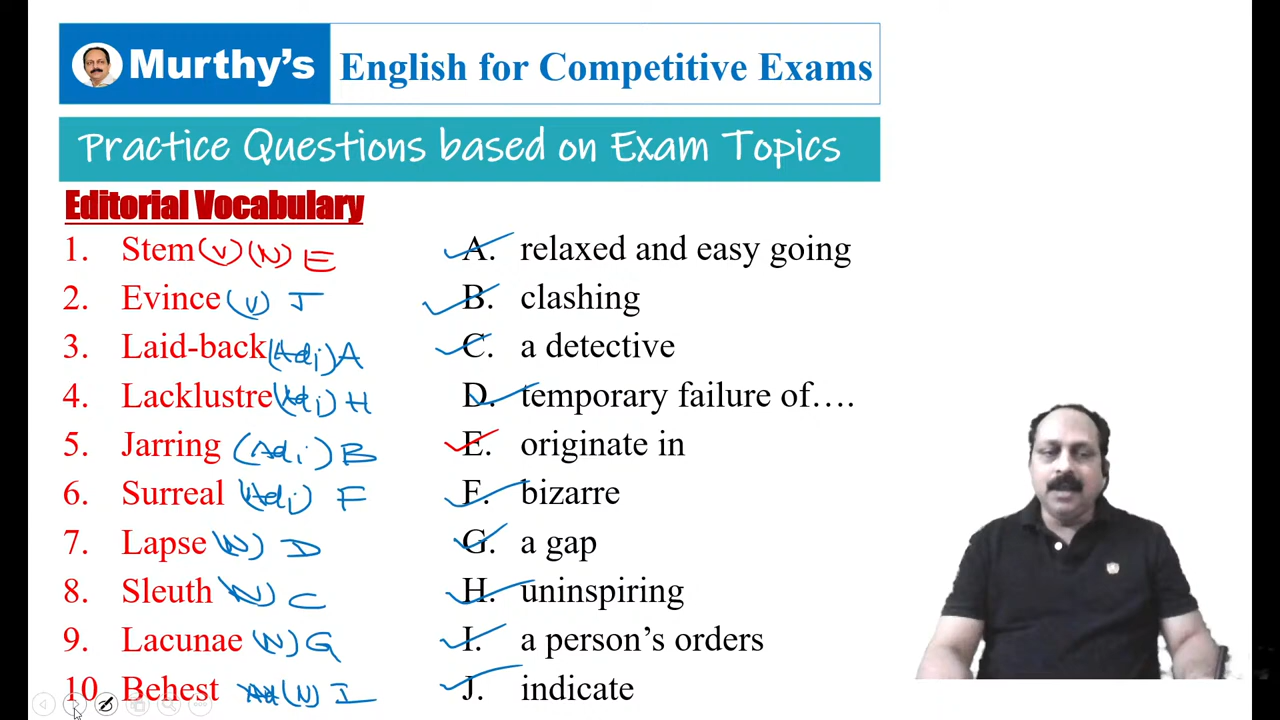 Murthy's English for Competitive Exams
Practice Questions based on Exam Topics
Editorial Vocabulary
1. Stem (V) (N) E A. relaxed and easy going
2. Evince (V) J B. clashing
3. Laid-back (Adj) A C. a detective
4. Lacklustre (Adj) H D. temporary failure of….
5. Jarring (Adj) B E. originate in
6. Surreal (Adj) F F. bizarre
7. Lapse (N) D G. a gap
8. Sleuth (N) C H. uninspiring
9. Lacunae (N) G I. a person's orders
10. Behest (N) I J. indicate